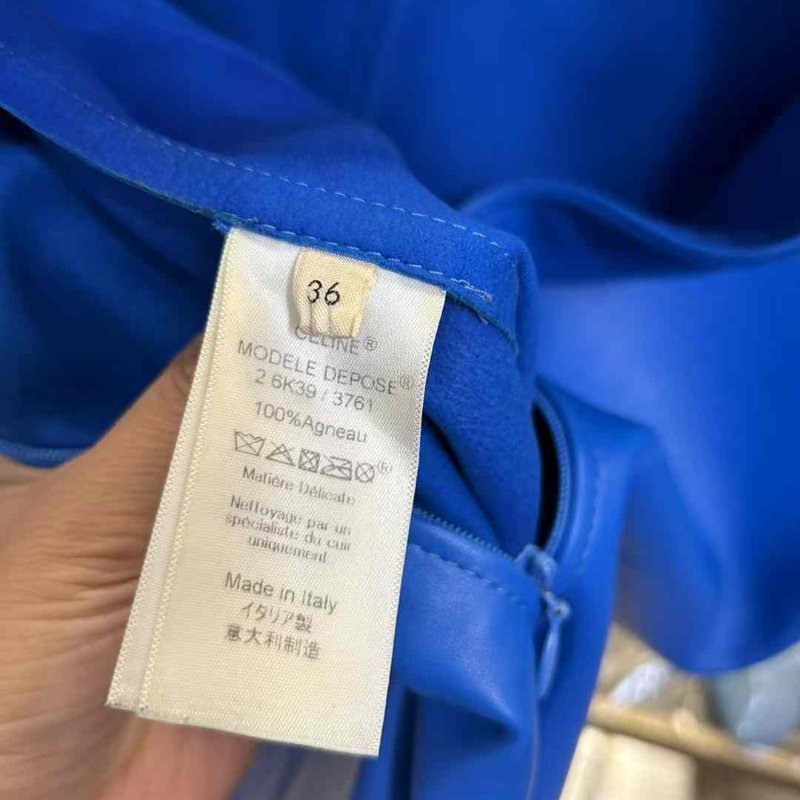 36
CELINE®
MODELE DEPOSE®
2 6K39 / 3761
100%Agneau
Matière Délicate
Nettoyage par un
spécialiste du cuir
uniquement
Made in Italy
イタリア製
意大利制造